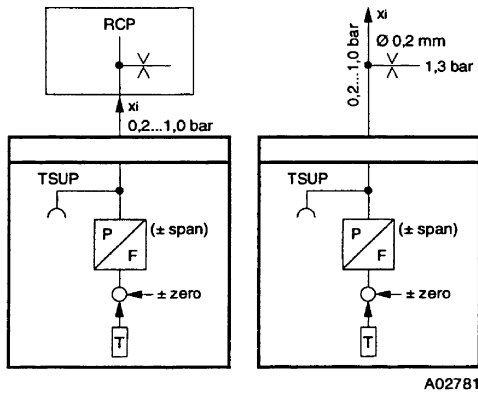 RCP
xi
0,2...1,0 bar
TSUP
P
F
(± span)
± zero
T
xi
0,2...1,0 bar
Ø 0,2 mm
1,3 bar
TSUP
P
F
(± span)
± zero
T
A02781